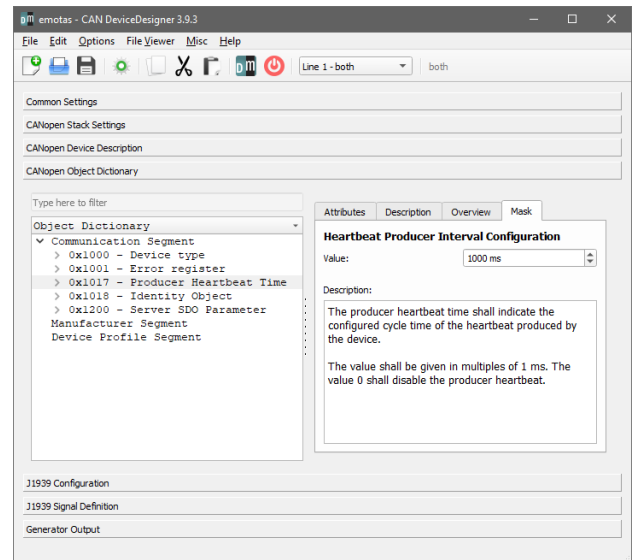 DM emotas - CAN DeviceDesigner 3.9.3
File Edit Options File Viewer Misc Help
DM Line 1 - both both
Common Settings
CANopen Stack Settings
CANopen Device Description
CANopen Object Dictionary
Type here to filter
Object Dictionary
Communication Segment
0x1000 - Device type
0x1001 - Error register
0x1017 - Producer Heartbeat Time
0x1018 - Identity Object
0x1200 - Server SDO Parameter
Manufacturer Segment
Device Profile Segment
Attributes Description Overview Mask
Heartbeat Producer Interval Configuration
Value: 1000 ms
Description:
The producer heartbeat time shall indicate the
configured cycle time of the heartbeat produced by
the device.
The value shall be given in multiples of 1 ms. The
value 0 shall disable the producer heartbeat.
J1939 Configuration
J1939 Signal Definition
Generator Output